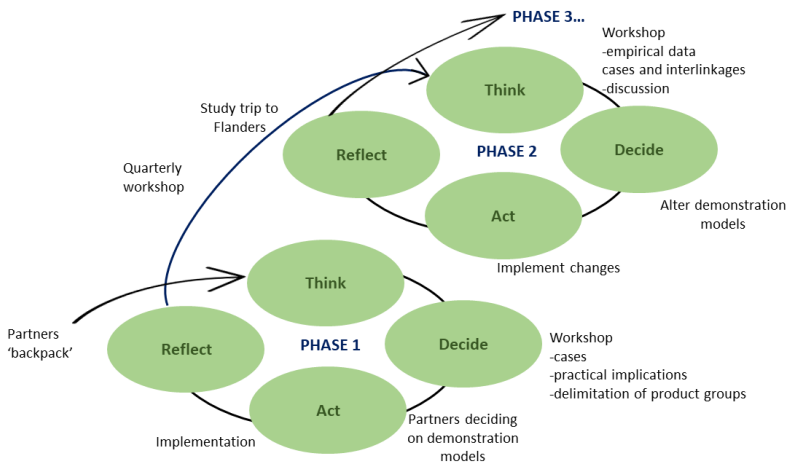 PHASE 3...
Workshop
-empirical data
cases and interlinkages
-discussion
Think
Study trip to
Flanders
Reflect
PHASE 2
Decide
Quarterly
workshop
Act
Alter demonstration
models
Implement changes
Think
Partners
‘backpack’
Reflect
PHASE 1
Decide
Workshop
-cases
-practical implications
-delimitation of product groups
Act
Implementation
Partners deciding
on demonstration
models